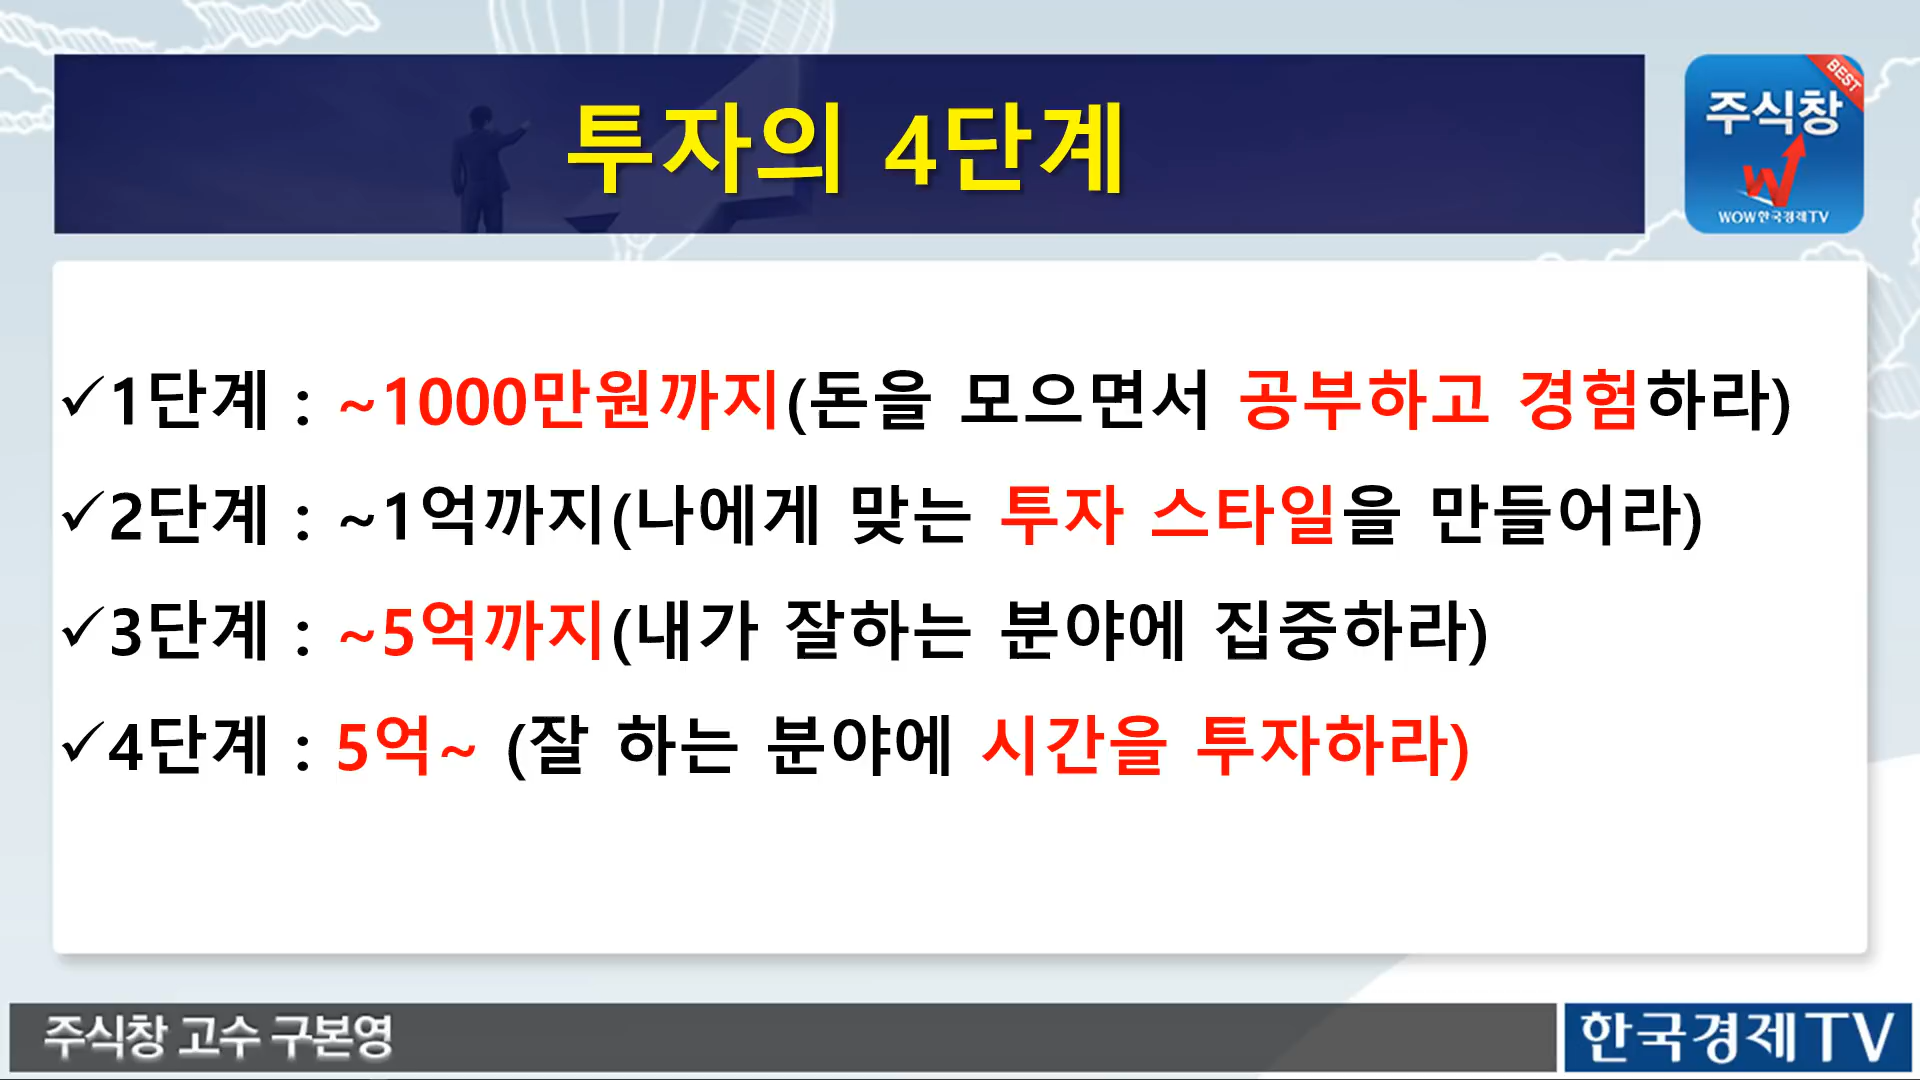 투자의 4단계
BEST
주식창
WOW한국경제TV
✓1단계 : ~1000만원까지(돈을 모으면서 공부하고 경험하라)
✓2단계 : ~1억까지(나에게 맞는 투자 스타일을 만들어라)
✓3단계 : ~5억까지(내가 잘하는 분야에 집중하라)
✓4단계 : 5억~ (잘 하는 분야에 시간을 투자하라)
주식창 고수 구본영
한국경제TV